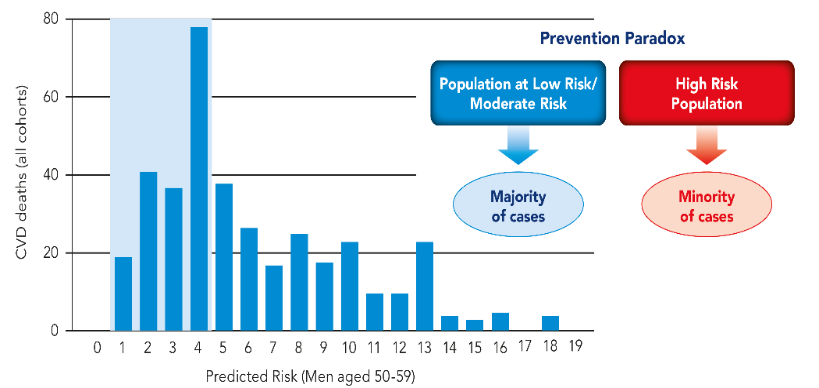 Prevention Paradox
Population at Low Risk/
Moderate Risk
High Risk
Population
Majority
of cases
Minority
of cases
CVD deaths (all cohorts)
80
60
40
20
0
0 1 2 3 4 5 6 7 8 9 10 11 12 13 14 15 16 17 18 19
Predicted Risk (Men aged 50-59)